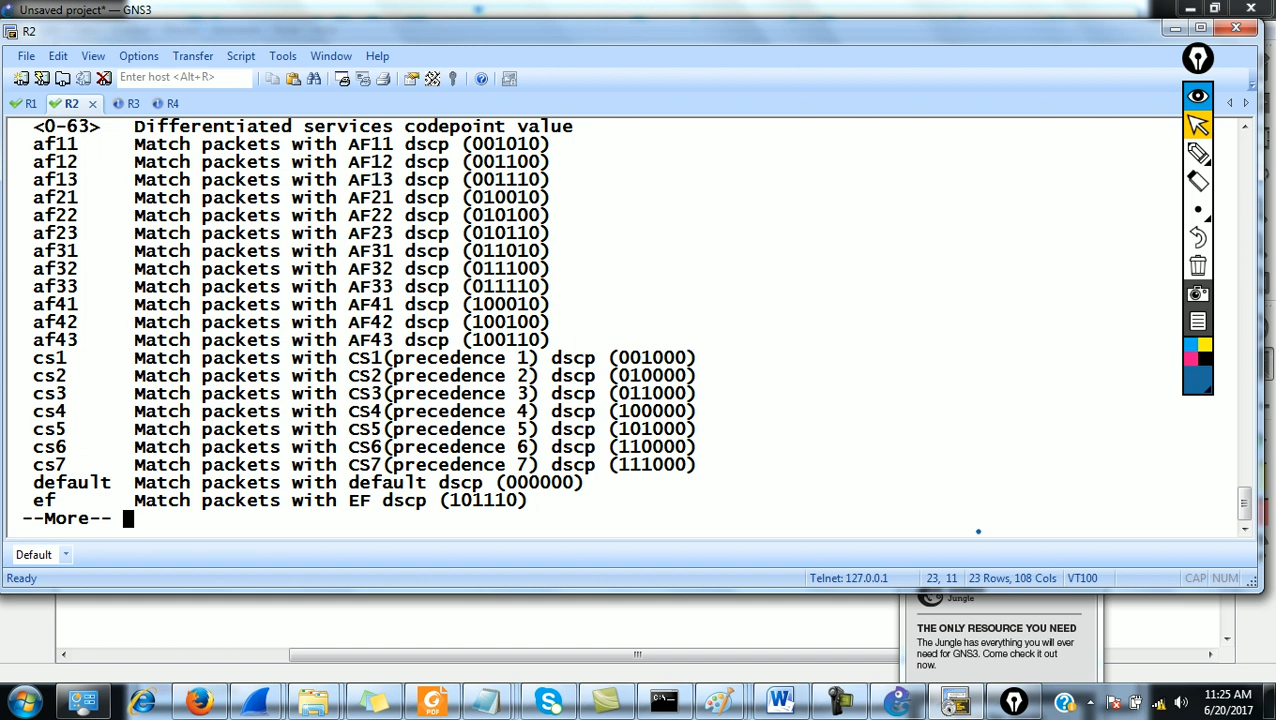 Unsaved project* — GNS3
R2
File Edit View Options Transfer Script Tools Window Help
Enter host <Alt+R>
R1 R2 R3 R4
<0-63> Differentiated services codepoint value
af11 Match packets with AF11 dscp (001010)
af12 Match packets with AF12 dscp (001100)
af13 Match packets with AF13 dscp (001110)
af21 Match packets with AF21 dscp (010010)
af22 Match packets with AF22 dscp (010100)
af23 Match packets with AF23 dscp (010110)
af31 Match packets with AF31 dscp (011010)
af32 Match packets with AF32 dscp (011100)
af33 Match packets with AF33 dscp (011110)
af41 Match packets with AF41 dscp (100010)
af42 Match packets with AF42 dscp (100100)
af43 Match packets with AF43 dscp (100110)
cs1 Match packets with CS1(precedence 1) dscp (001000)
cs2 Match packets with CS2(precedence 2) dscp (010000)
cs3 Match packets with CS3(precedence 3) dscp (011000)
cs4 Match packets with CS4(precedence 4) dscp (100000)
cs5 Match packets with CS5(precedence 5) dscp (101000)
cs6 Match packets with CS6(precedence 6) dscp (110000)
cs7 Match packets with CS7(precedence 7) dscp (111000)
default Match packets with default dscp (000000)
ef Match packets with EF dscp (101110)
--More--
Default
Ready Telnet: 127.0.0.1 23, 11 23 Rows, 108 Cols VT100 CAP NUM
Jungle
THE ONLY RESOURCE YOU NEED
The Jungle has everything you will ever
need for GNS3. Come check it out
now.
PDF
11:25 AM
6/20/2017